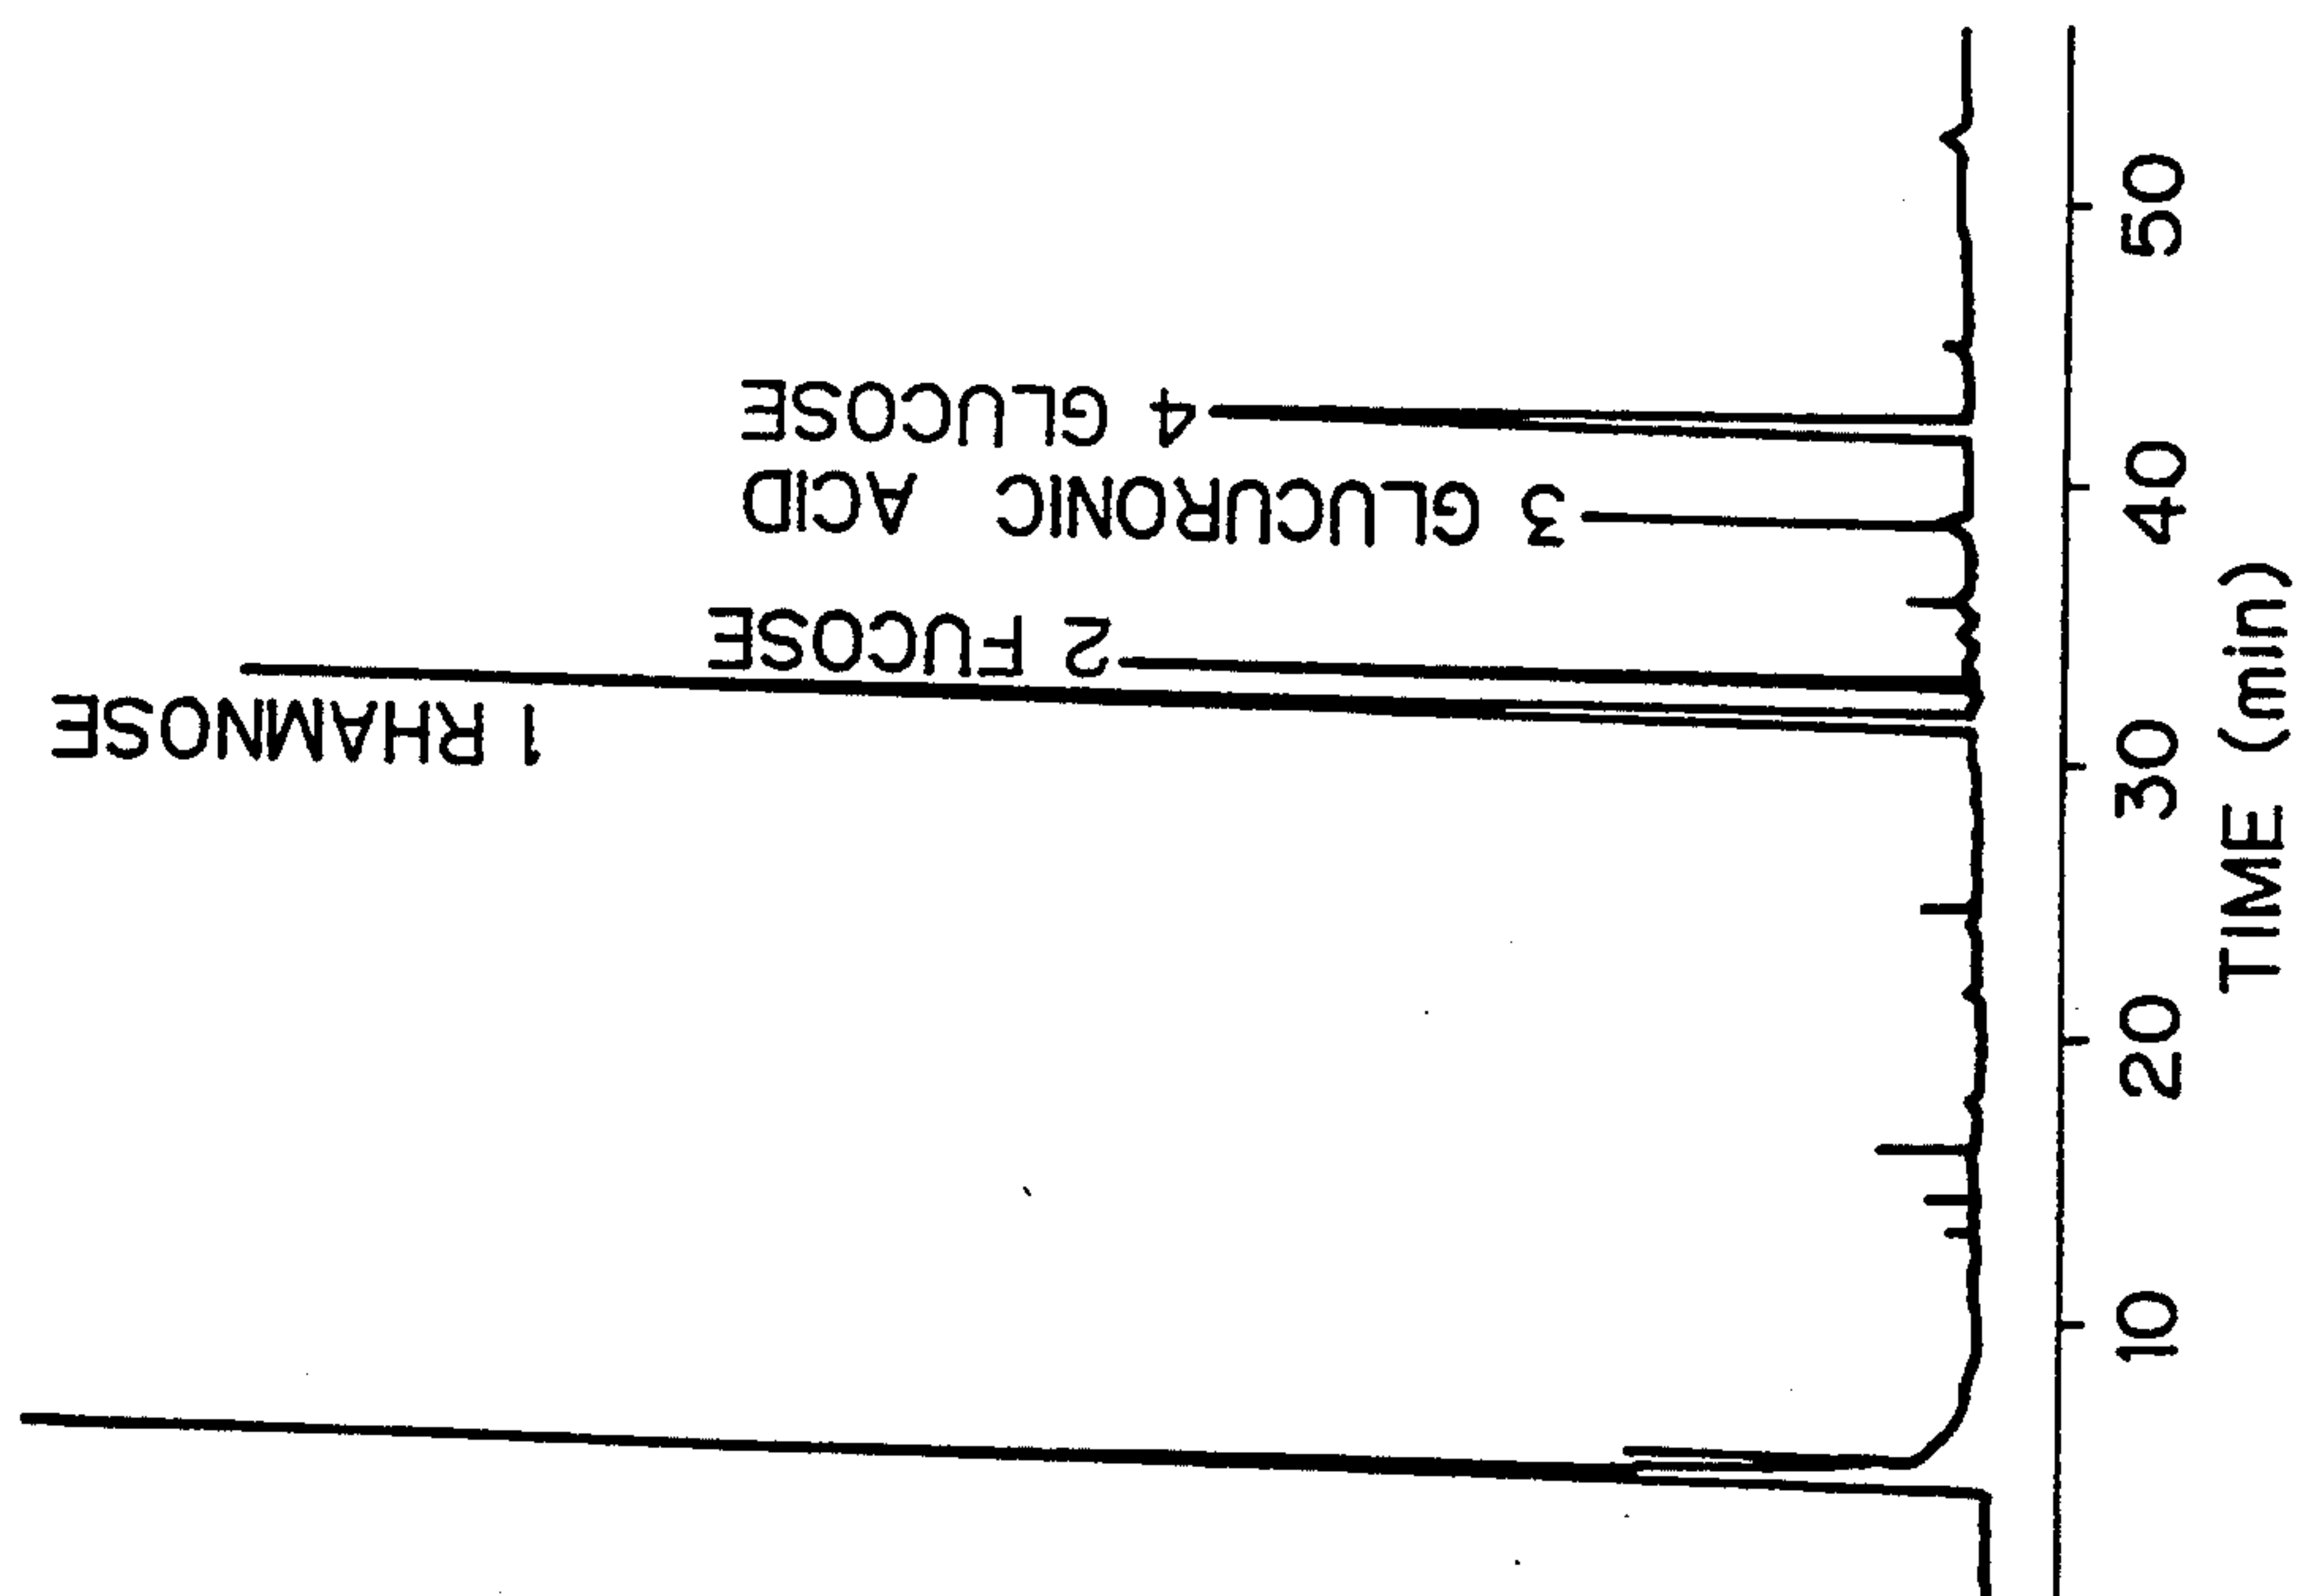 1 RHAMNOSE
2 FUCOSE
3 GLUCURONIC ACID
4 GLUCOSE
10
20
30
40
50
TIME (min)